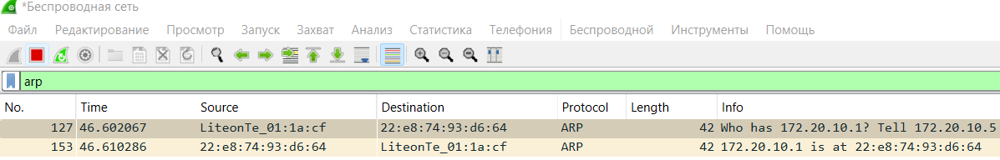 *Беспроводная сеть
Файл Редактирование Просмотр Запуск Захват Анализ Статистика Телефония Беспроводной Инструменты Помощь
arp
No. Time Source Destination Protocol Length Info
127 46.602067 LiteonTe_01:1a:cf 22:e8:74:93:d6:64 ARP 42 Who has 172.20.10.1? Tell 172.20.10.5
153 46.610286 22:e8:74:93:d6:64 LiteonTe_01:1a:cf ARP 42 172.20.10.1 is at 22:e8:74:93:d6:64